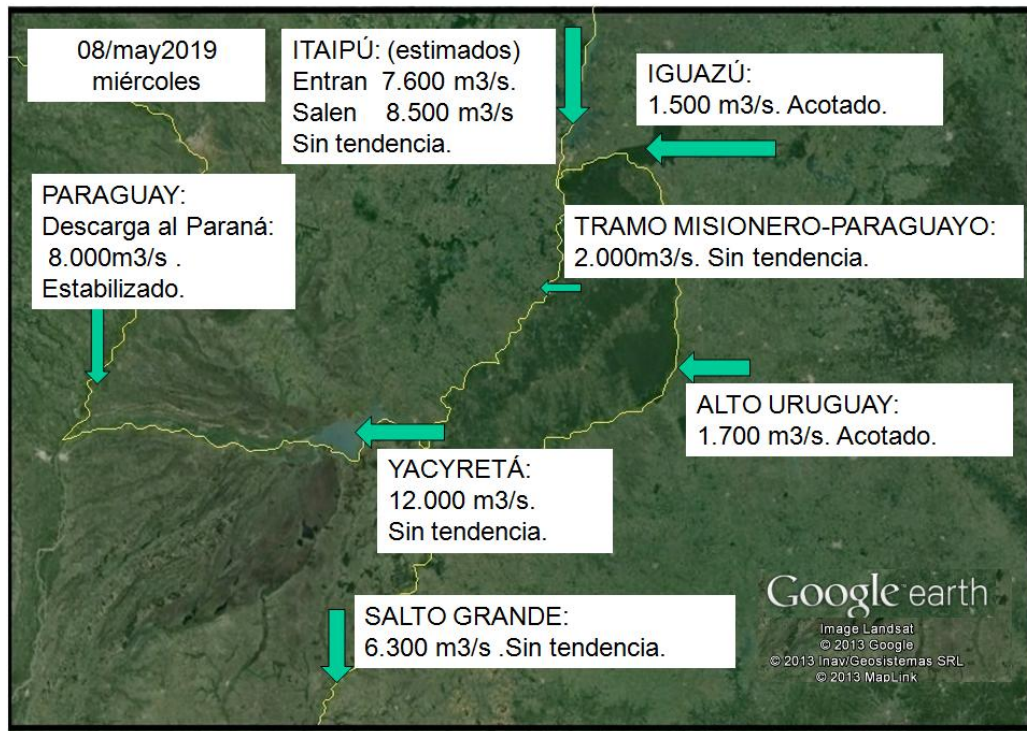 08/may2019
miércoles
ITAIPÚ: (estimados)
Entran 7.600 m3/s.
Salen 8.500 m3/s
Sin tendencia.
IGUAZÚ:
1.500 m3/s. Acotado.
PARAGUAY:
Descarga al Paraná:
8.000m3/s .
Estabilizado.
TRAMO MISIONERO-PARAGUAYO:
2.000m3/s. Sin tendencia.
ALTO URUGUAY:
1.700 m3/s. Acotado.
YACYRETÁ:
12.000 m3/s.
Sin tendencia.
SALTO GRANDE:
6.300 m3/s .Sin tendencia.
Google earth
Image Landsat
© 2013 Google
© 2013 Inav/Geosistemas SRL
© 2013 MapLink